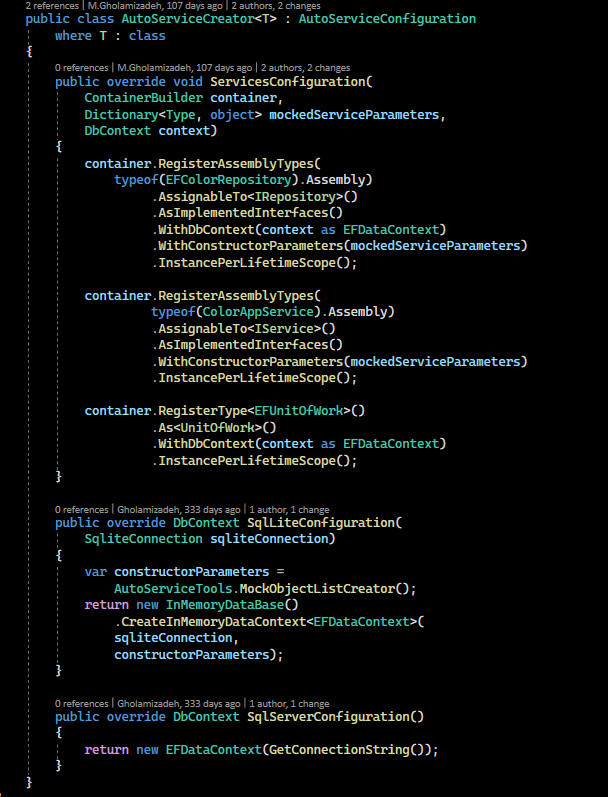 2 references | M.Gholamizadeh, 107 days ago | 2 authors, 2 changes
public class AutoServiceCreator<T> : AutoServiceConfiguration
    where T : class
{
    0 references | M.Gholamizadeh, 107 days ago | 2 authors, 2 changes
    public override void ServicesConfiguration(
        ContainerBuilder container,
        Dictionary<Type, object> mockedServiceParameters,
        DbContext context)
    {
        container.RegisterAssemblyTypes(
            typeof(EFColorRepository).Assembly)
                 .AssignableTo<IRepository>()
                 .AsImplementedInterfaces()
                 .WithDbContext(context as EFDataContext)
                 .WithConstructorParameters(mockedServiceParameters)
                 .InstancePerLifetimeScope();

        container.RegisterAssemblyTypes(
                 typeof(ColorAppService).Assembly)
                 .AssignableTo<IService>()
                 .AsImplementedInterfaces()
                 .WithConstructorParameters(mockedServiceParameters)
                 .InstancePerLifetimeScope();

        container.RegisterType<EFUnitOfWork>()
                 .As<UnitOfWork>()
                 .WithDbContext(context as EFDataContext)
                 .InstancePerLifetimeScope();
    }

    0 references | Gholamizadeh, 333 days ago | 1 author, 1 change
    public override DbContext SqlLiteConfiguration(
        SqliteConnection sqliteConnection)
    {
        var constructorParameters =
            AutoServiceTools.MockObjectListCreator();
        return new InMemoryDataBase()
            .CreateInMemoryDataContext<EFDataContext>(
            sqliteConnection,
            constructorParameters);
    }

    0 references | Gholamizadeh, 333 days ago | 1 author, 1 change
    public override DbContext SqlServerConfiguration()
    {
        return new EFDataContext(GetConnectionString());
    }
}